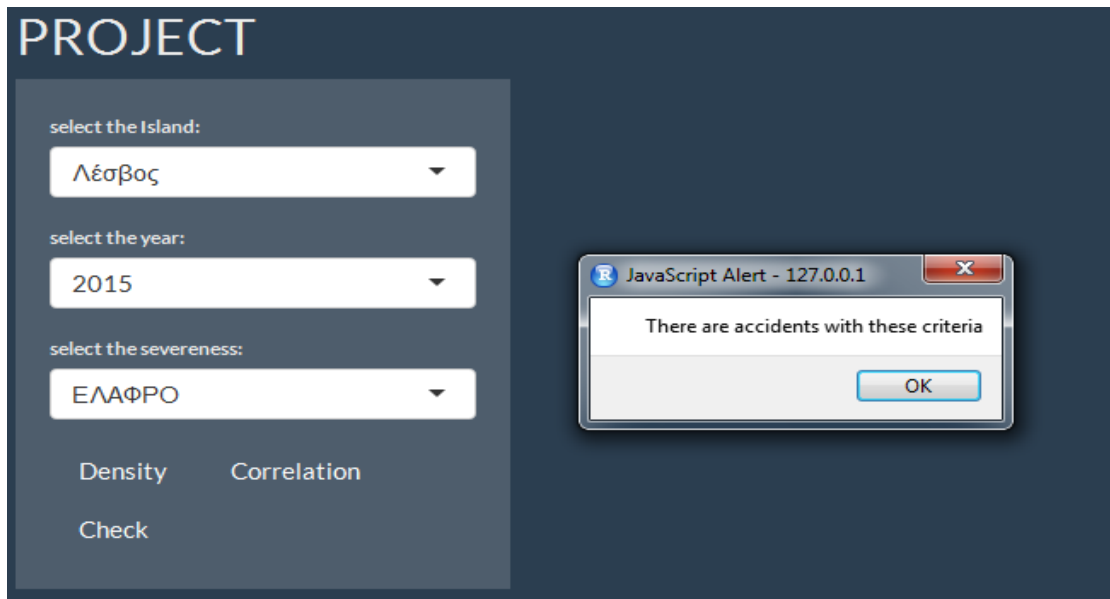 PROJECT
select the Island:
Λέσβος
select the year:
2015
select the severeness:
ΕΛΑΦΡΟ
Density Correlation
Check
R JavaScript Alert - 127.0.0.1
There are accidents with these criteria
OK